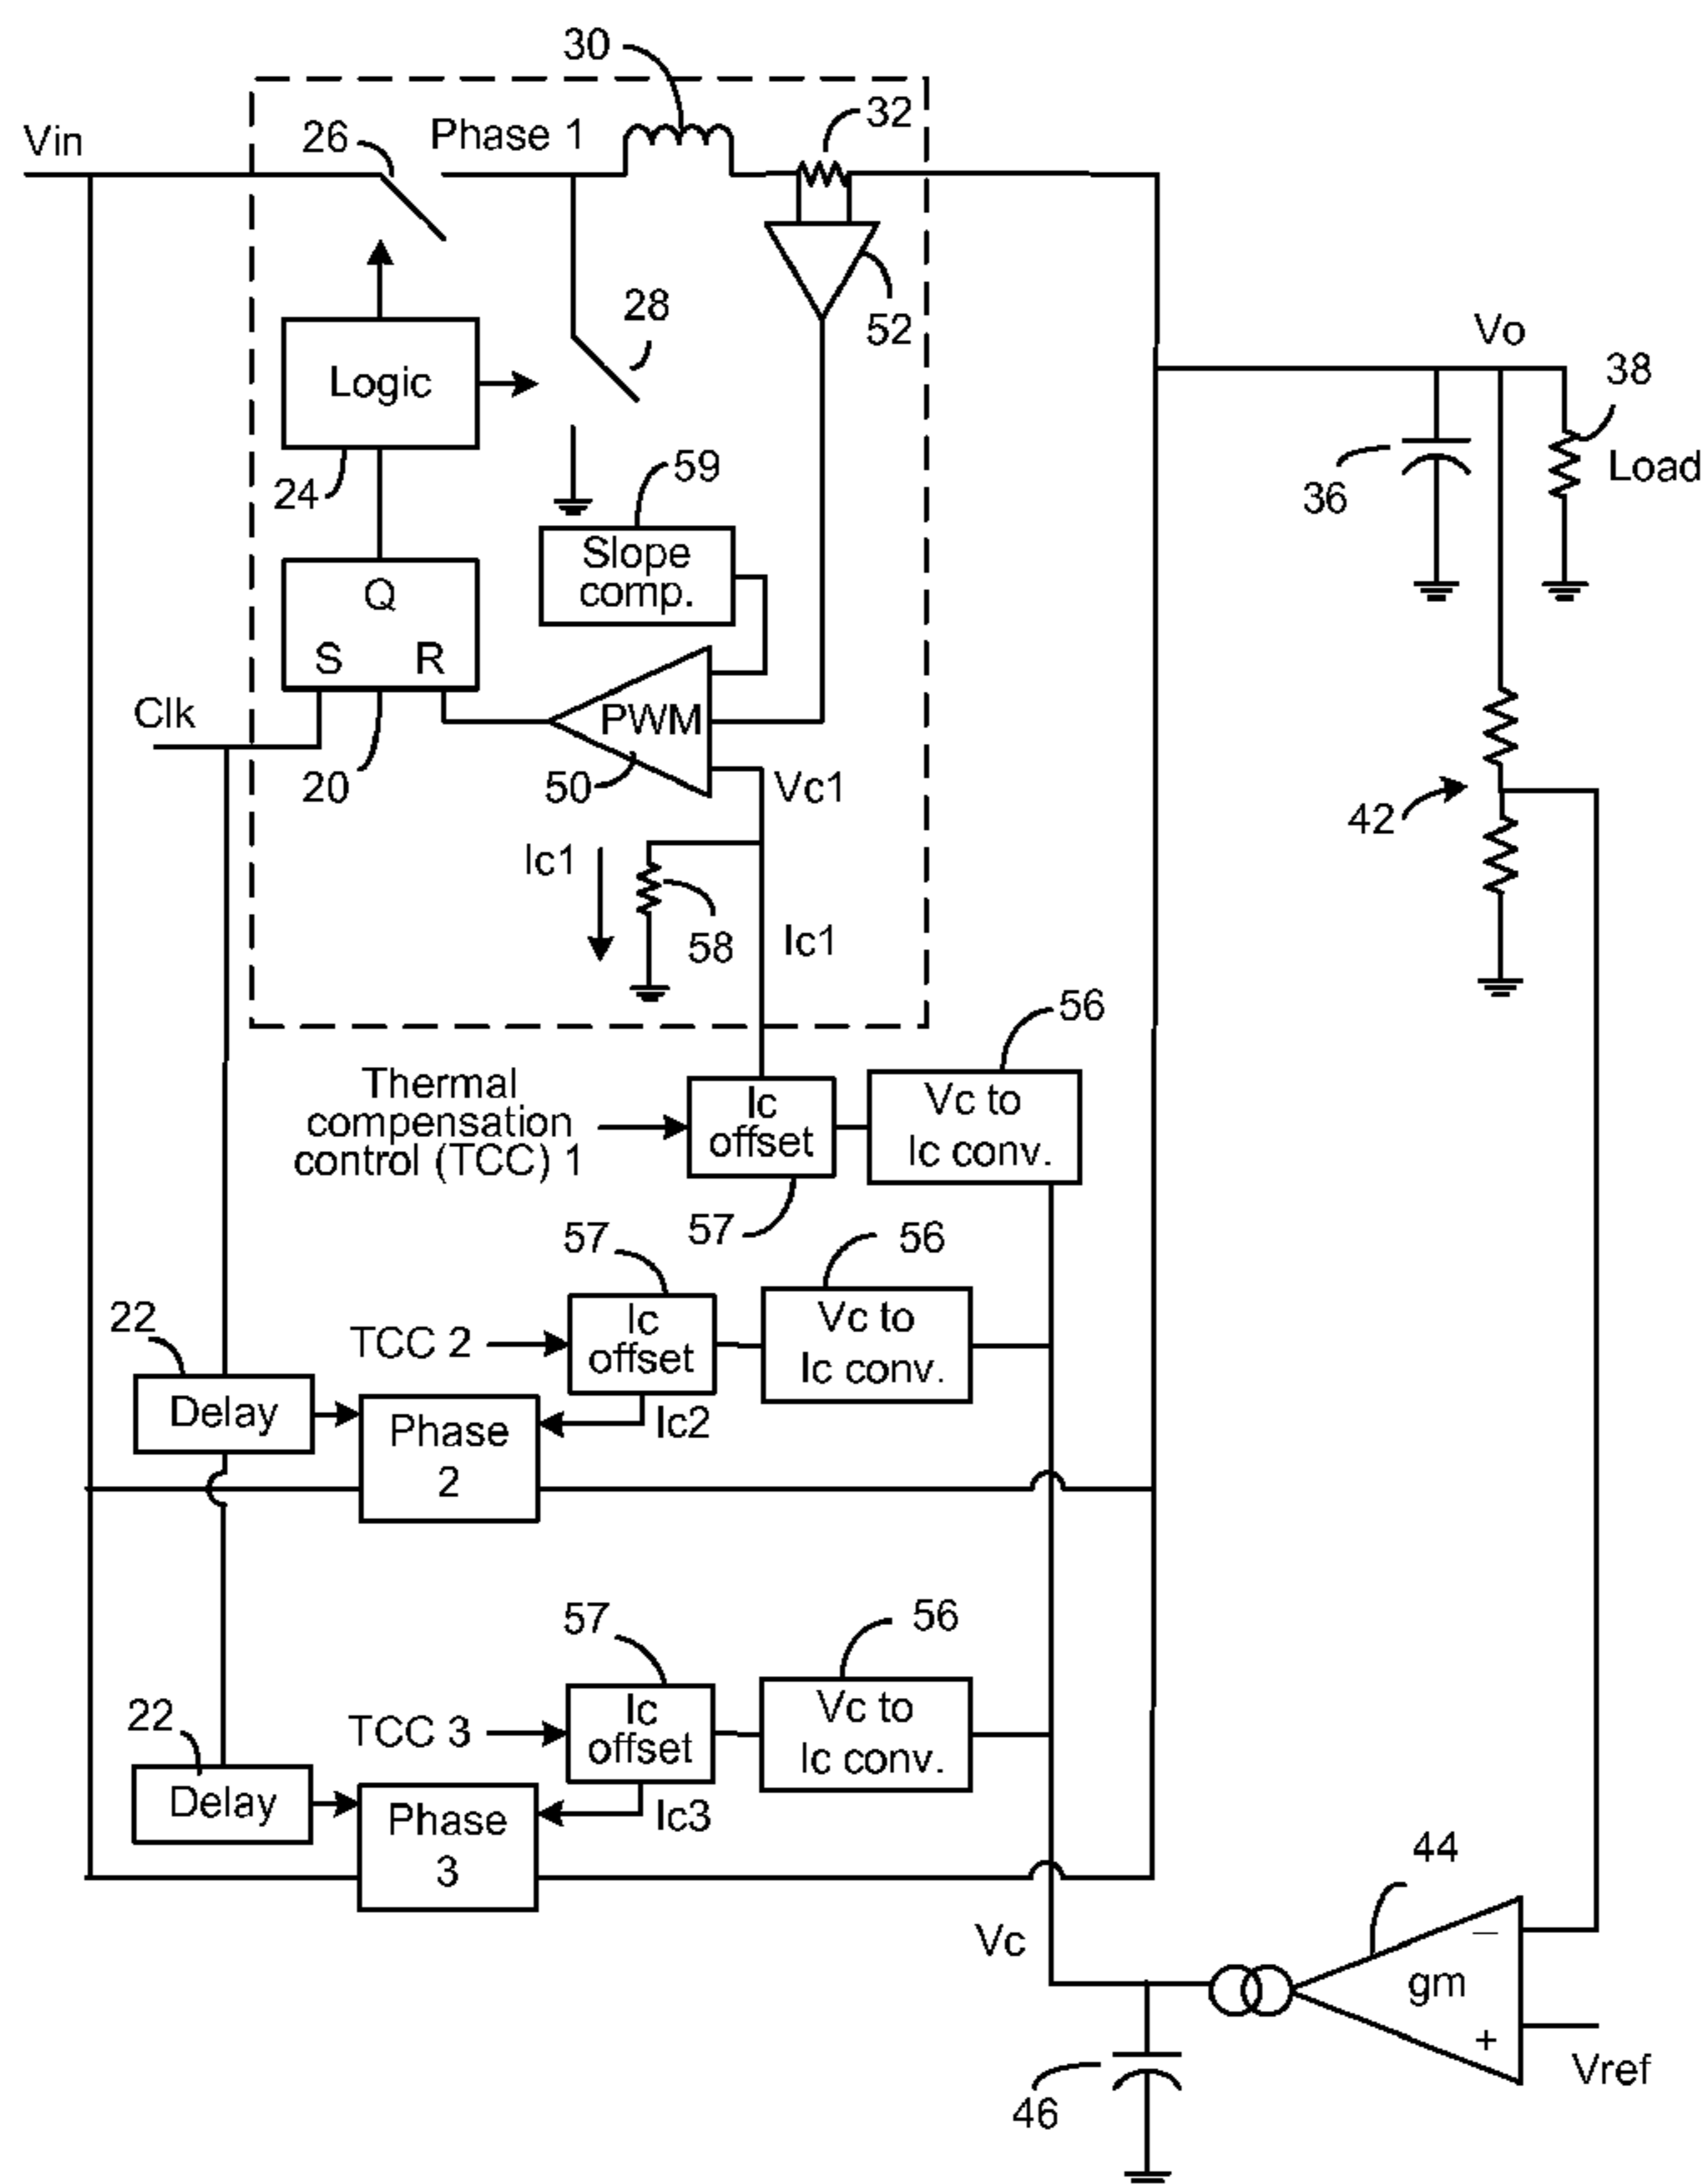 30
32
Vin
26
Phase 1
28
52
Vo
38
Logic
59
36
Load
24
Slope
comp.
Q
S R
Clk
PWM
20
50
Vc1
42
Ic1
58
Ic1
56
Thermal
compensation
control (TCC) 1
Ic
offset
Vc to
Ic conv.
57
57
56
22
TCC 2
Ic
offset
Vc to
Ic conv.
Delay
Phase
2
Ic2
57
56
22
TCC 3
Ic
offset
Vc to
Ic conv.
Delay
Phase
3
Ic3
44
Vc
−
gm
+
Vref
46